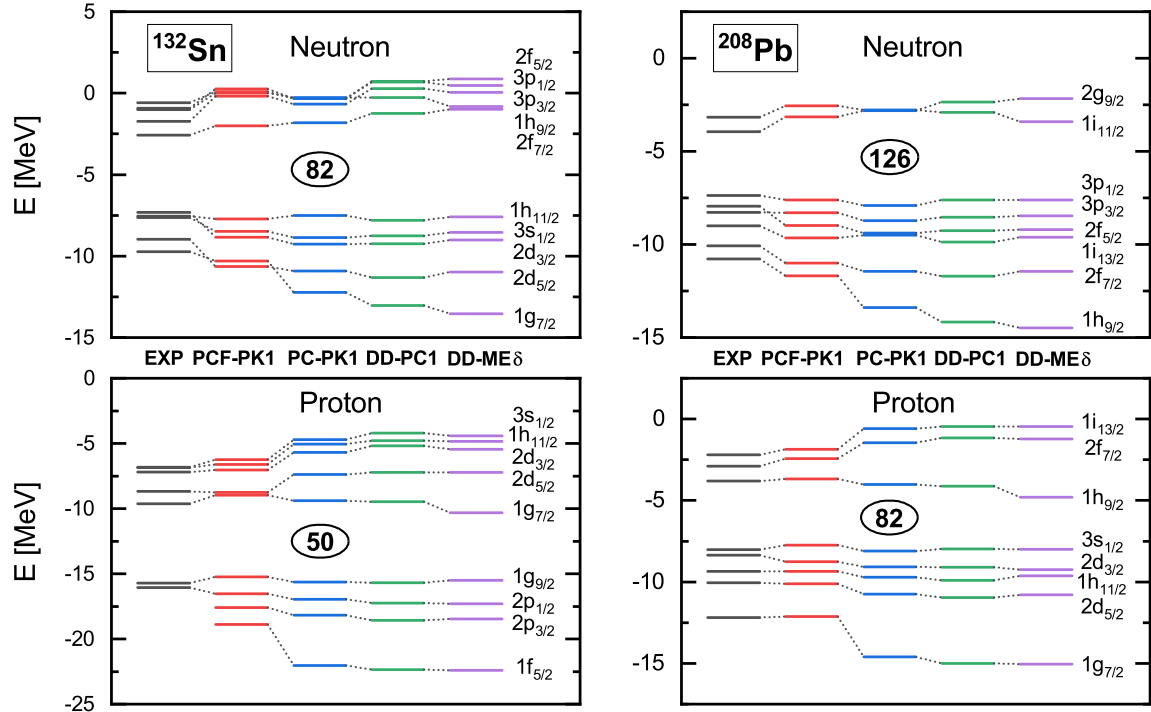 132Sn
Neutron
E [MeV]
5
0
-5
-10
-15
82
2f5/2
3p1/2
3p3/2
1h9/2
2f7/2
1h11/2
3s1/2
2d3/2
2d5/2
1g7/2
208Pb
Neutron
0
-5
-10
-15
126
2g9/2
1i11/2
3p1/2
3p3/2
2f5/2
1i13/2
2f7/2
1h9/2
EXP PCF-PK1 PC-PK1 DD-PC1 DD-MEδ
EXP PCF-PK1 PC-PK1 DD-PC1 DD-MEδ
Proton
E [MeV]
0
-5
-10
-15
-20
-25
50
3s1/2
1h11/2
2d3/2
2d5/2
1g7/2
1g9/2
2p1/2
2p3/2
1f5/2
Proton
0
-5
-10
-15
82
1i13/2
2f7/2
1h9/2
3s1/2
2d3/2
1h11/2
2d5/2
1g7/2